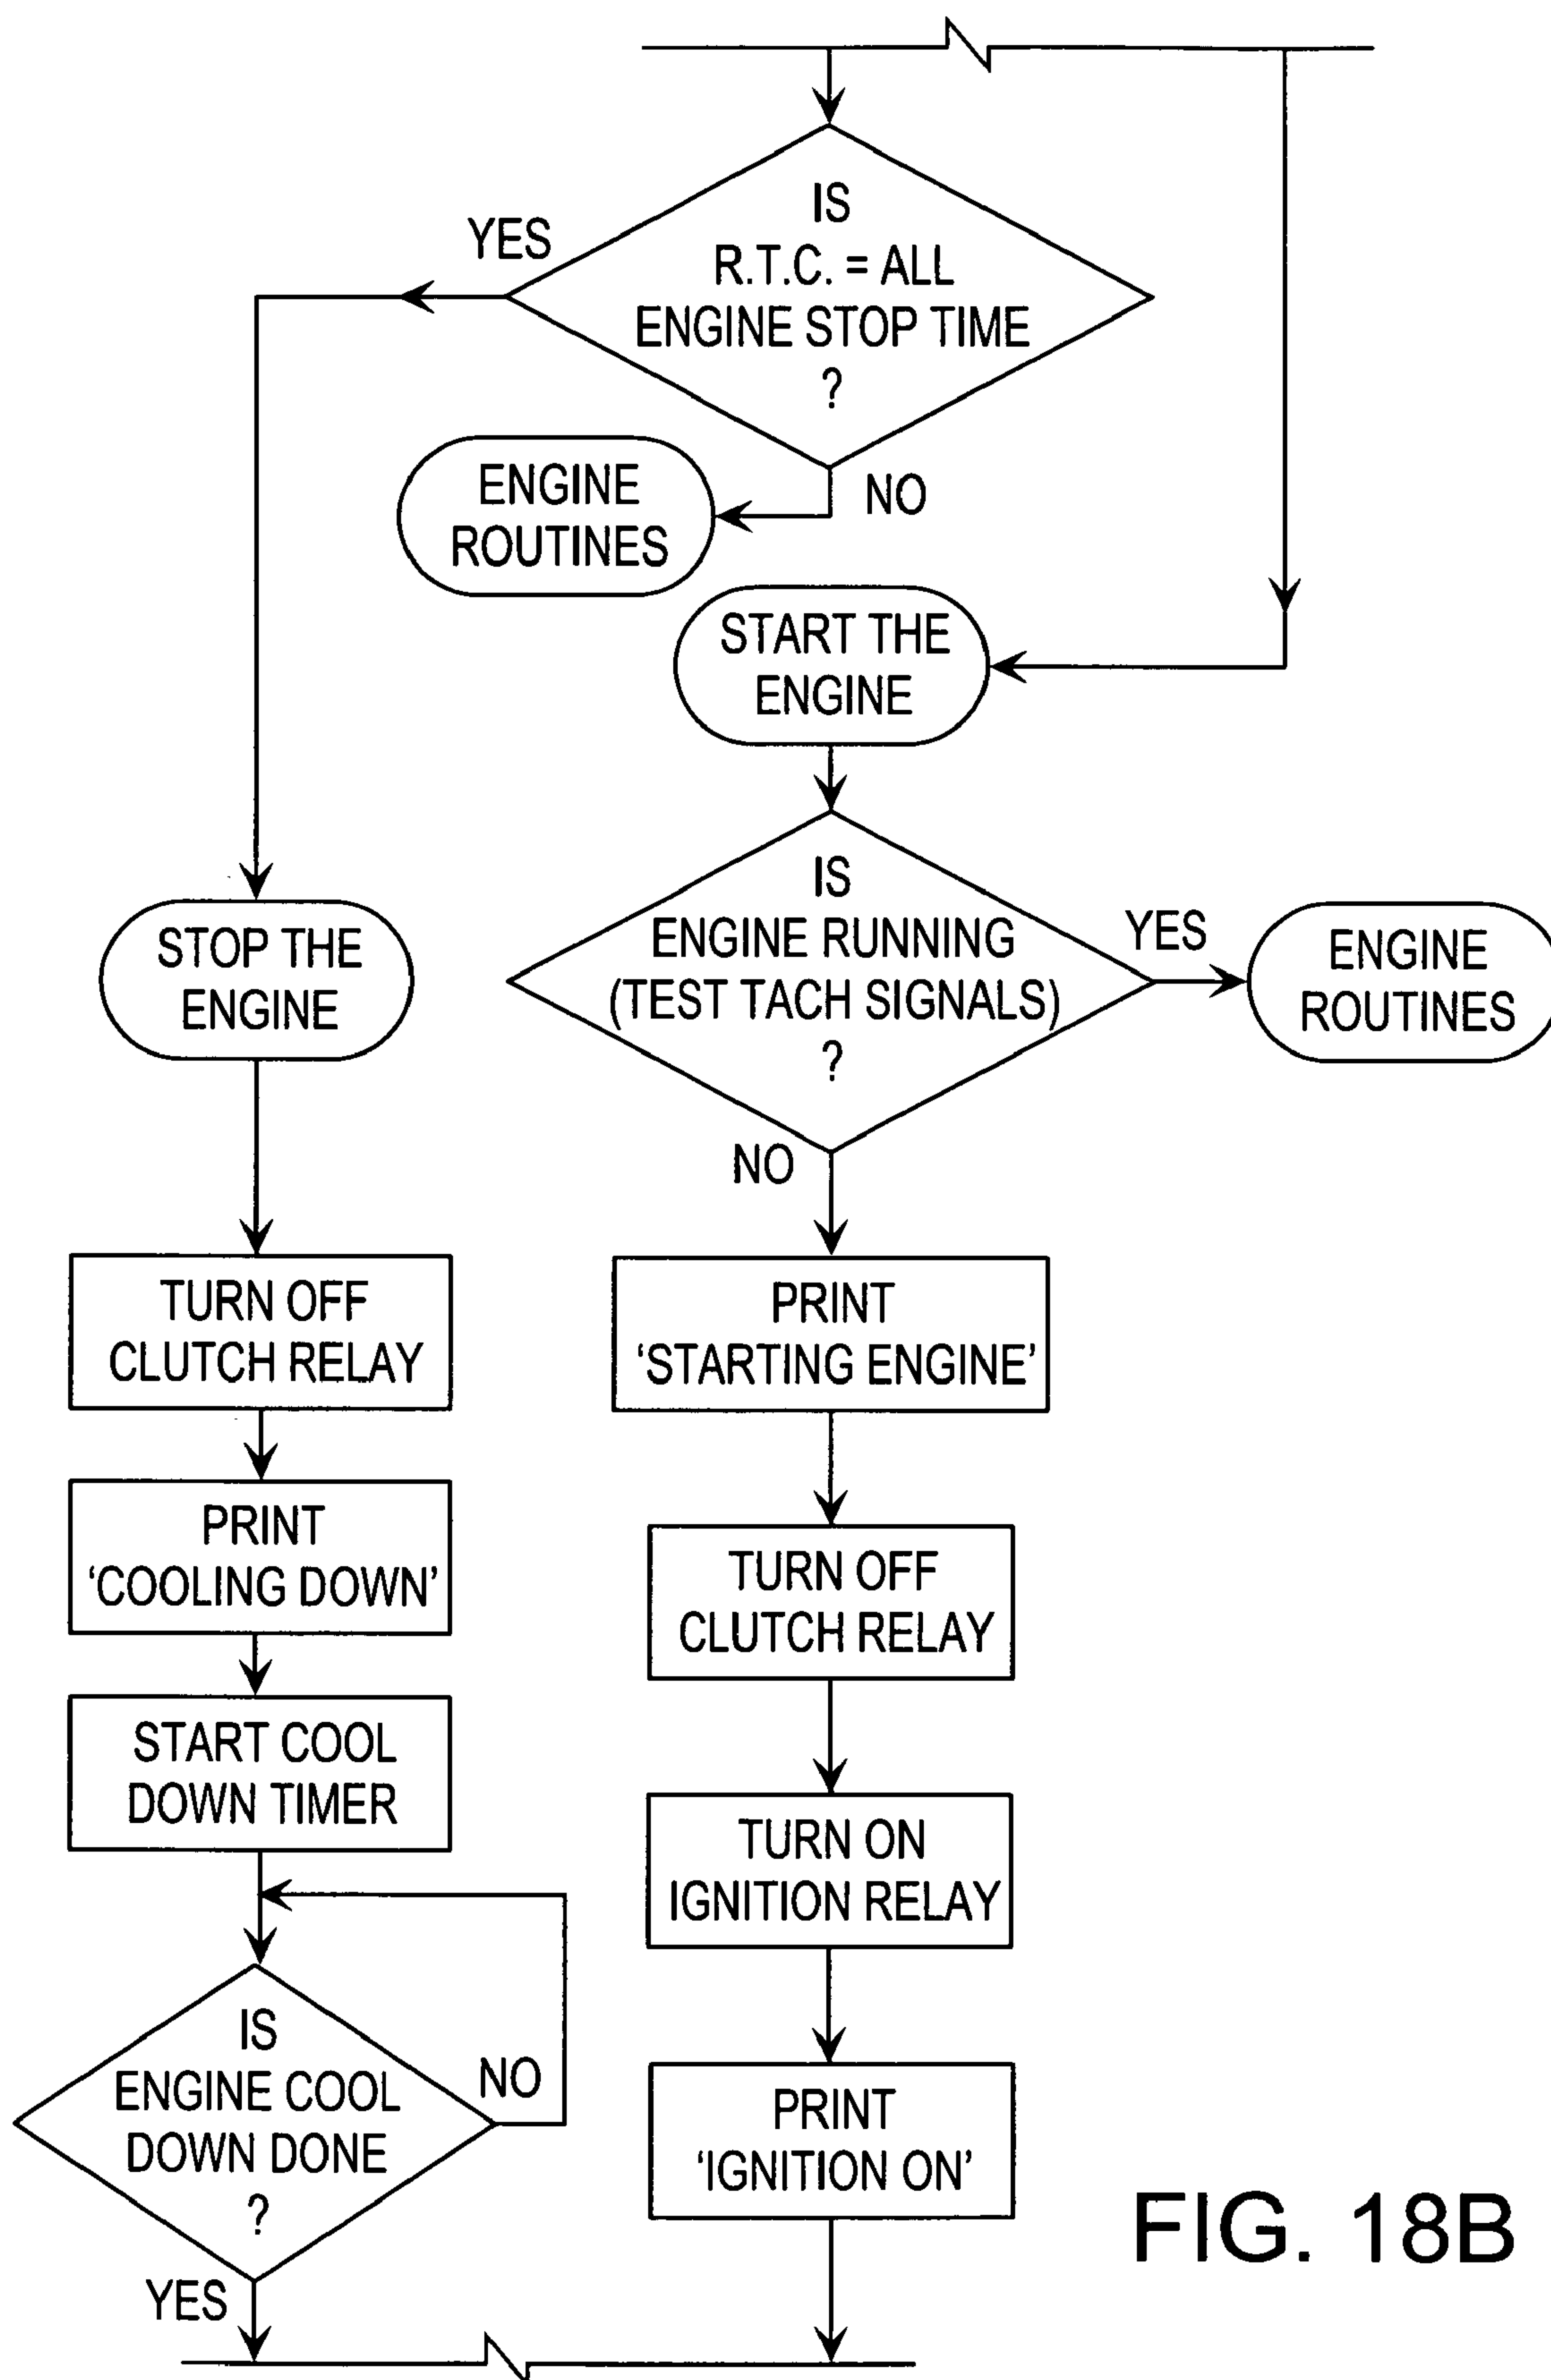 IS
R.T.C. = ALL
ENGINE STOP TIME
?
YES
NO
ENGINE
ROUTINES
START THE
ENGINE
IS
ENGINE RUNNING
(TEST TACH SIGNALS)
?
YES
ENGINE
ROUTINES
NO
STOP THE
ENGINE
TURN OFF
CLUTCH RELAY
PRINT
‘COOLING DOWN’
START COOL
DOWN TIMER
IS
ENGINE COOL
DOWN DONE
?
NO
YES
PRINT
‘STARTING ENGINE’
TURN OFF
CLUTCH RELAY
TURN ON
IGNITION RELAY
PRINT
‘IGNITION ON’
FIG. 18B